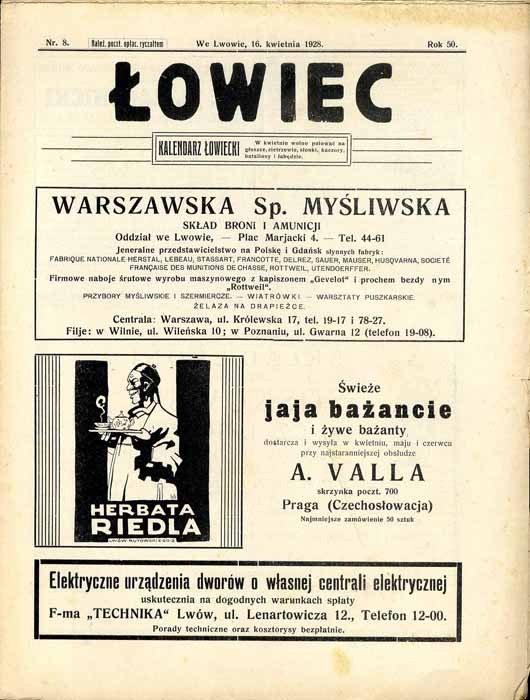 Nr. 8. Należ. poczt. opłac. ryczałtem We Lwowie, 16. kwietnia 1928. Rok 50.
ŁOWIEC
KALENDARZ ŁOWIECKI
W kwietniu wolno polować na
głuszce, cietrzewie, słonki, kaczory,
bataliony i łabędzie.
WARSZAWSKA Sp. MYŚLIWSKA
SKŁAD BRONI I AMUNICJI
Oddział we Lwowie, — Plac Marjacki 4. — Tel. 44-61
Jeneralne przedstawicielstwo na Polskę i Gdańsk słynnych fabryk:
FABRIQUE NATIONALE-HERSTAL, LEBEAU, STASSART, FRANCOTTE, DELREZ, SAUER, MAUSER, HUSQVARNA, SOCIETÉ
FRANÇAISE DES MUNITIONS DE CHASSE, ROTTWEIL, UTENDOERFFER.
Firmowe naboje śrutowe wyrobu maszynowego z kapiszonem „Gevelot" i prochem bezdy nym
„Rottweil".
PRZYBORY MYŚLIWSKIE I SZERMIERCZE. — WIATRÓWKI — WARSZTATY PUSZKARSKIE.
ŻELAZA NA DRAPIEŻCE.
Centrala: Warszawa, ul. Królewska 17, tel. 19-17 i 78-27.
Filje: w Wilnie, ul. Wileńska 10; w Poznaniu, ul. Gwarna 12 (telefon 19-08).
HERBATA
RIEDLA
LWÓW RUTOWSKIEGO 3
Świeże
jaja bażancie
i żywe bażanty
dostarcza i wysyła w kwietniu, maju i czerwcu
przy najstaranniejszej obsłudze
A. VALLA
skrzynka poczt. 700
Praga (Czechosłowacja)
Najmniejsze zamówienie 50 sztuk
Elektryczne urządzenia dworów o własnej centrali elektrycznej
uskutecznia na dogodnych warunkach spłaty
F-ma „TECHNIKA" Lwów, ul. Lenartowicza 12., Telefon 12-00.
Porady techniczne oraz kosztorysy bezpłatnie.